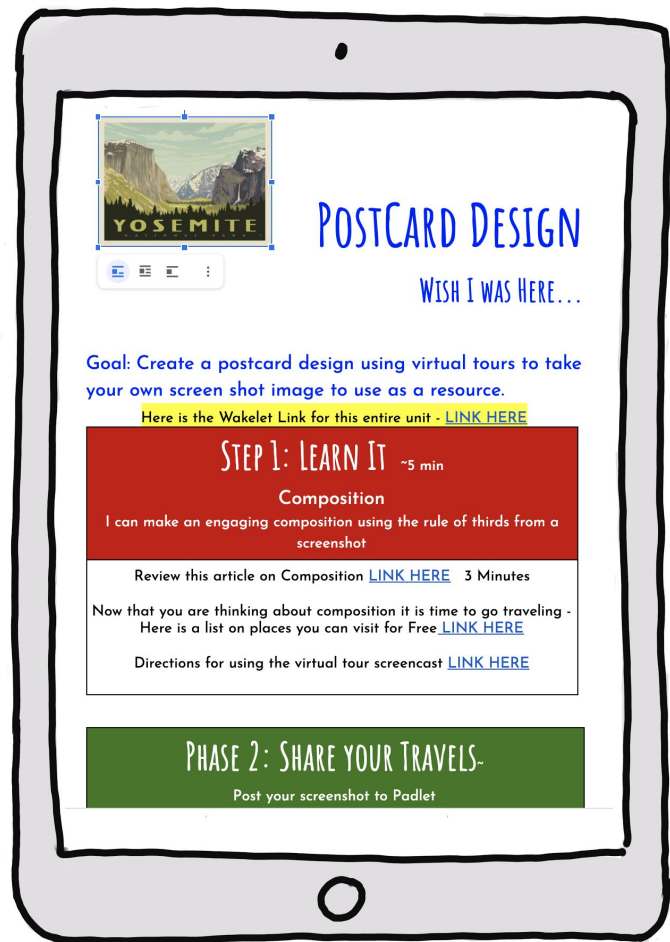 YOSEMITE
NATIONAL PARK
POSTCARD DESIGN
WISH I WAS HERE...
Goal: Create a postcard design using virtual tours to take
your own screen shot image to use as a resource.
Here is the Wakelet Link for this entire unit - LINK HERE
STEP 1: LEARN IT ~5 min
Composition
I can make an engaging composition using the rule of thirds from a
screenshot
Review this article on Composition LINK HERE 3 Minutes
Now that you are thinking about composition it is time to go traveling -
Here is a list on places you can visit for Free LINK HERE
Directions for using the virtual tour screencast LINK HERE
PHASE 2: SHARE YOUR TRAVELS~
Post your screenshot to Padlet